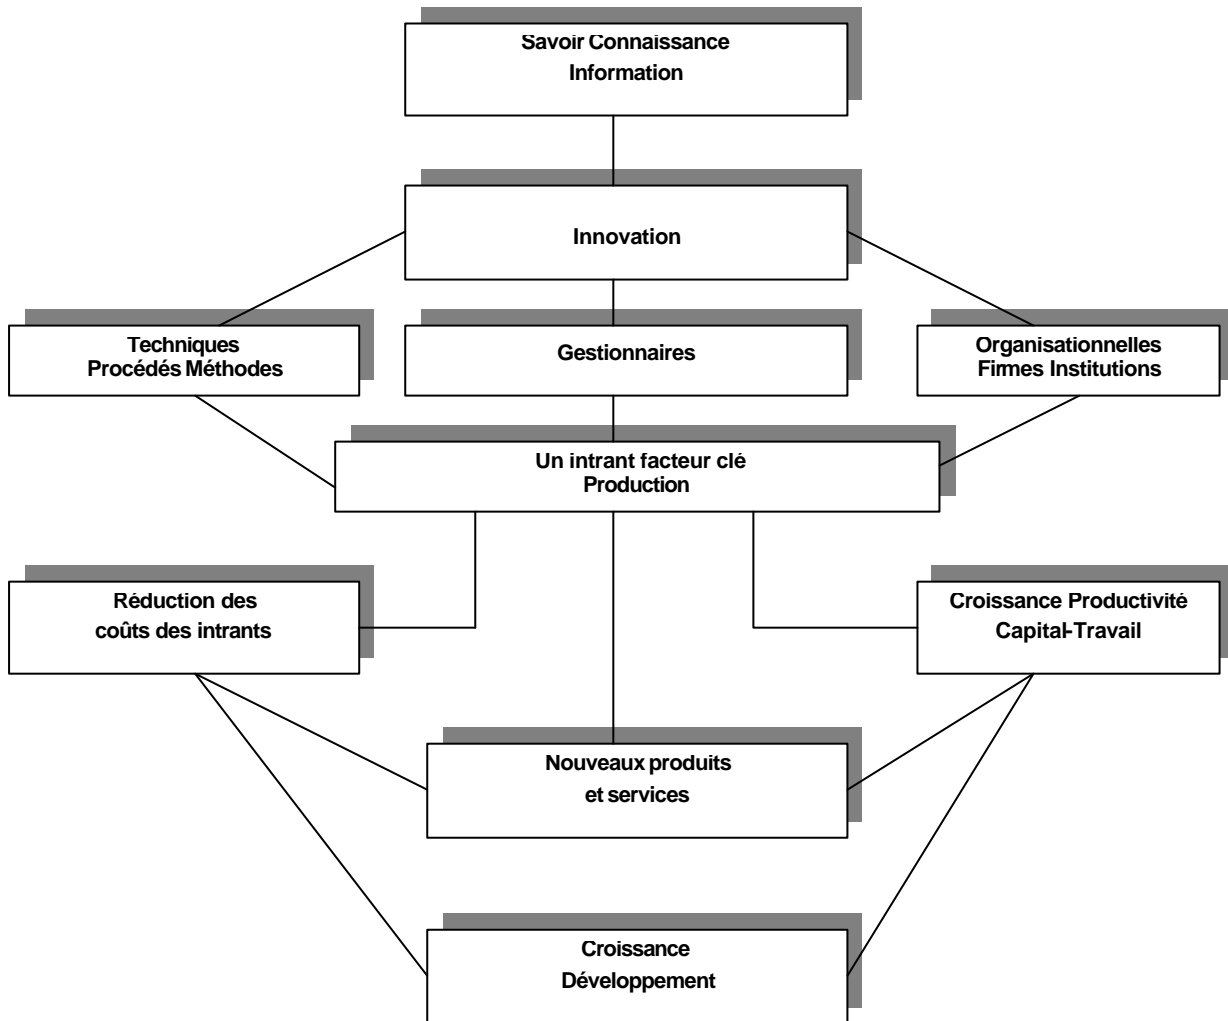 Savoir Connaissance
Information
Innovation
Techniques
Procédés Méthodes
Gestionnaires
Organisationnelles
Firmes Institutions
Un intrant facteur clé
Production
Réduction des
coûts des intrants
Croissance Productivité
Capital-Travail
Nouveaux produits
et services
Croissance
Développement